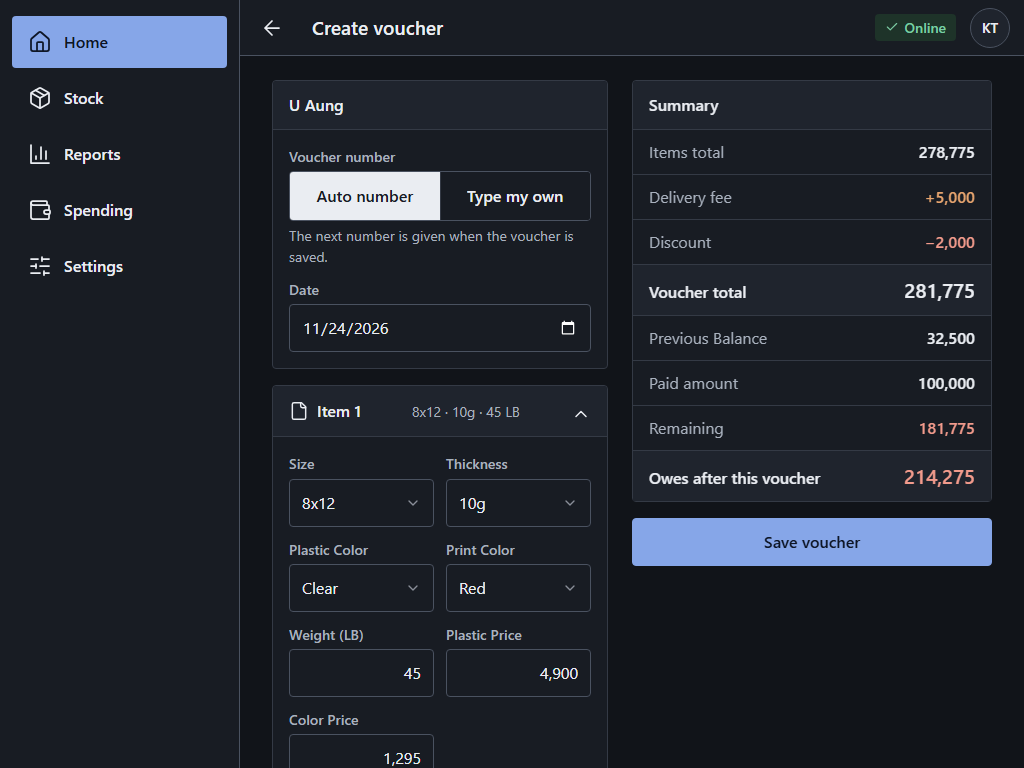 Home
Stock
Reports
Spending
Settings
Create voucher
Online
KT
U Aung
Voucher number
Auto number
Type my own
The next number is given when the voucher is
saved.
Date
11/24/2026
Item 1
8x12 · 10g · 45 LB
Size
Thickness
8x12
10g
Plastic Color
Print Color
Clear
Red
Weight (LB)
Plastic Price
45
4,900
Color Price
1,295
Summary
Items total 278,775
Delivery fee +5,000
Discount −2,000
Voucher total 281,775
Previous Balance 32,500
Paid amount 100,000
Remaining 181,775
Owes after this voucher 214,275
Save voucher